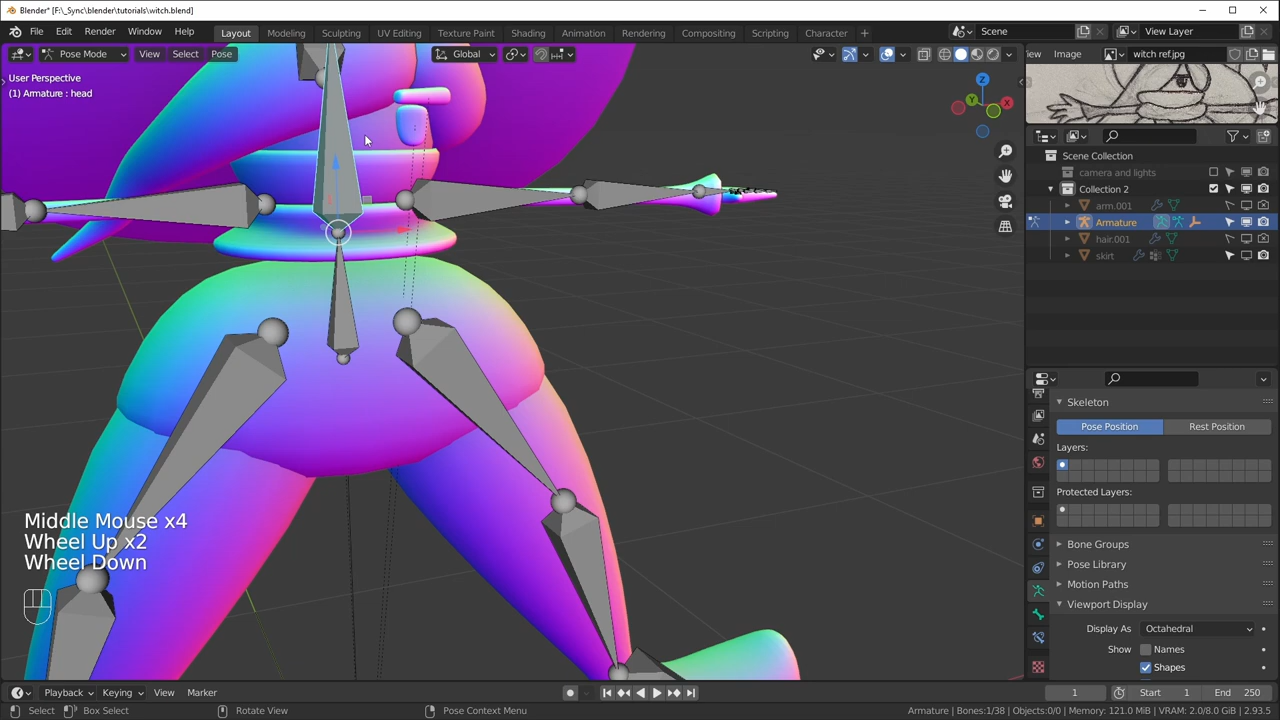 Blender* [F:\_Sync\blender\tutorials\witch.blend]
File Edit Render Window Help Layout Modeling Sculpting UV Editing Texture Paint Shading Animation Rendering Compositing Scripting + Scene View Layer
Pose Mode View Select Pose Global iew Image witch ref.jpg
User Perspective
(1) Armature : head
Z
Y
X
Scene Collection
camera and lights
Collection 2
arm.001
Armature
hair.001
skirt
Skeleton
Pose Position Rest Position
Layers:
Protected Layers:
Bone Groups
Pose Library
Motion Paths
Viewport Display
Display As Octahedral
Show Names
Shapes
Middle Mouse x4
Wheel Up x2
Wheel Down
Playback Keying View Marker 1 Start 1 End 250
Select Box Select Rotate View Pose Context Menu Armature | Bones:1/38 | Objects:0/0 | Memory: 121.0 MiB | VRAM: 2.0/8.0 GiB | 2.93.5